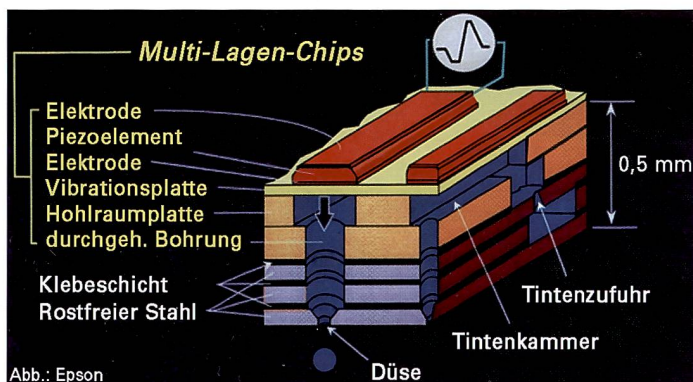 Multi-Lagen-Chips
Elektrode
Piezoelement
Elektrode
Vibrationsplatte
Hohlraumplatte
durchgeh. Bohrung
Klebeschicht
Rostfreier Stahl
0,5 mm
Tintenzufuhr
Tintenkammer
Düse
Abb.: Epson